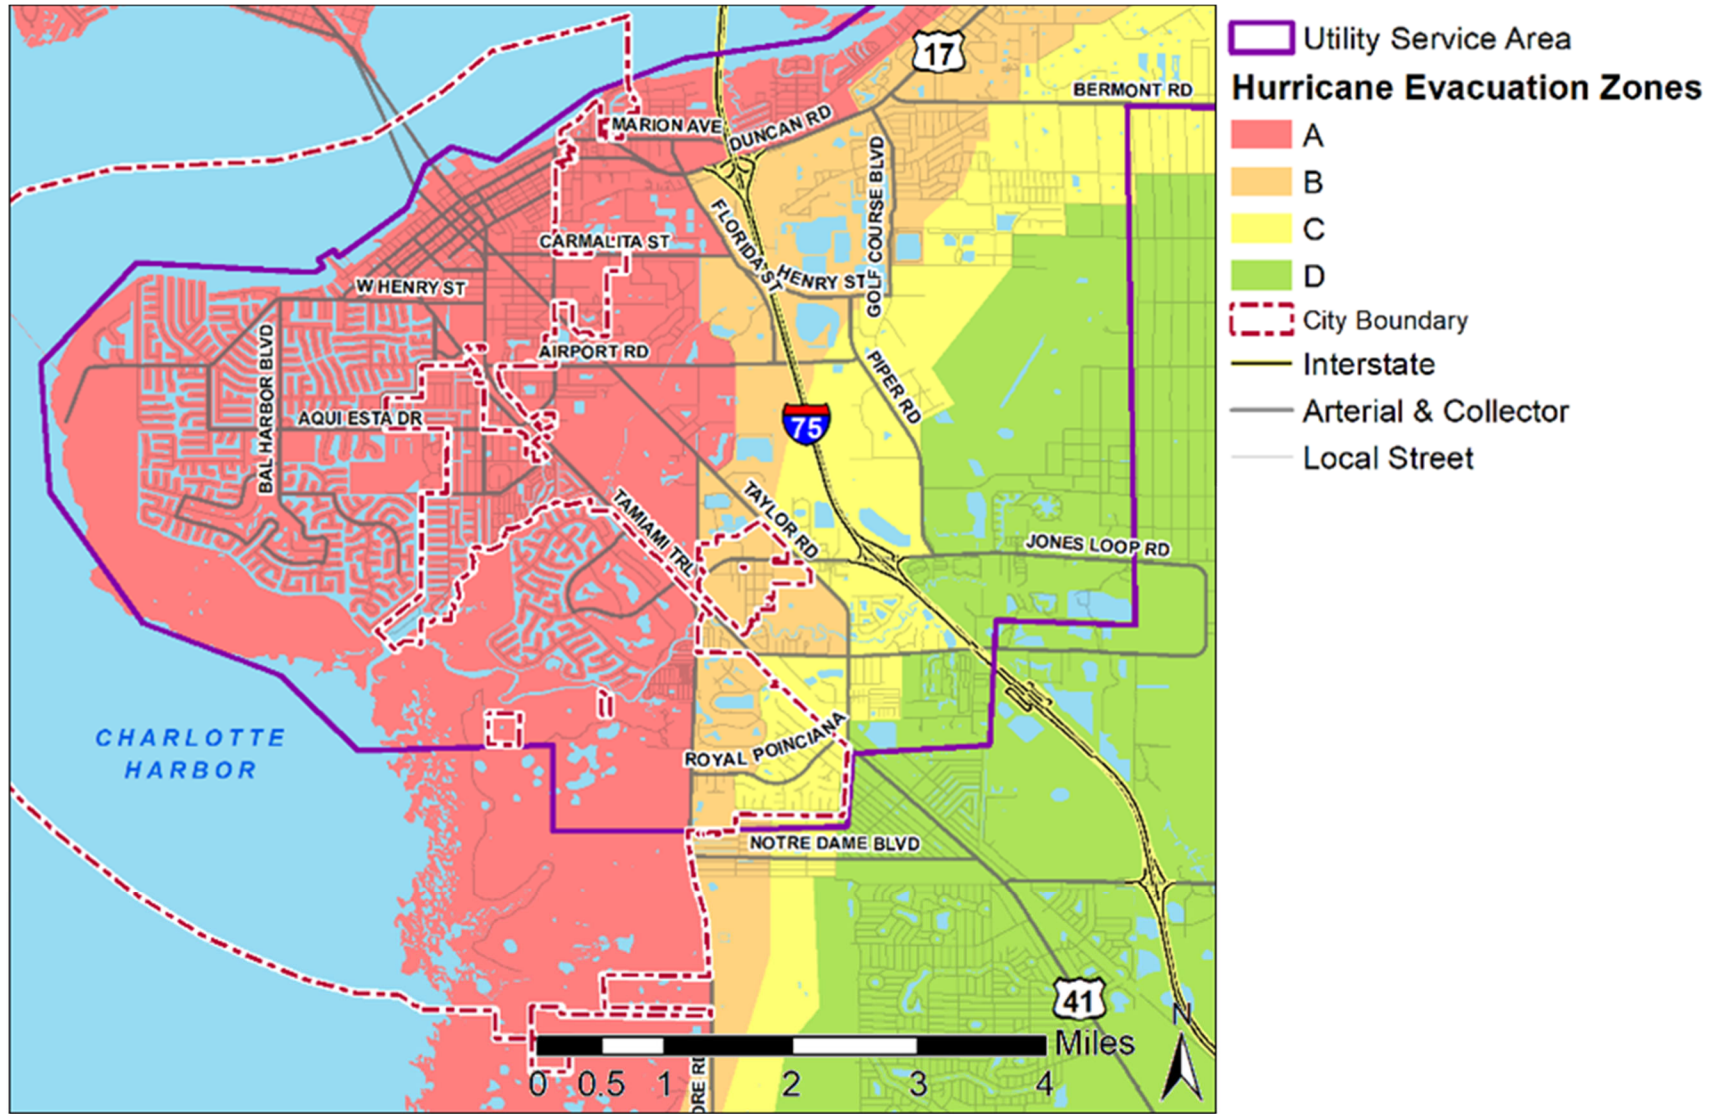 17
BERMONT RD
MARION AVE
DUNCAN RD
GOLF COURSE BLVD
FLORIDA ST
CARMALITA ST
HENRY ST
W HENRY ST
BAL HARBOR BLVD
AIRPORT RD
PIPER RD
AQUI ESTA DR
75
TAMIAMI TRL
TAYLOR RD
JONES LOOP RD
CHARLOTTE
HARBOR
ROYAL POINCIANA
NOTRE DAME BLVD
41
N
Miles
0 0.5 1 2 3 4
Utility Service Area
Hurricane Evacuation Zones
A
B
C
D
City Boundary
Interstate
Arterial & Collector
Local Street